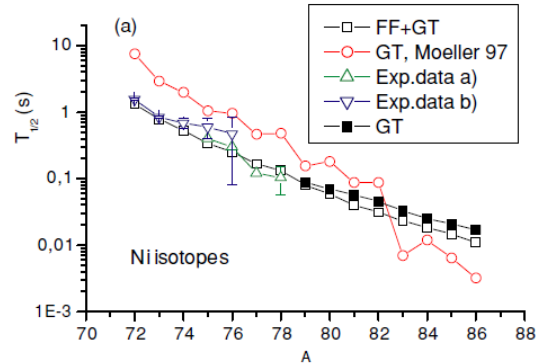 (a)
FF+GT
GT, Moeller 97
Exp.data a)
Exp.data b)
GT
T1/2 (s)
10
1
0,1
0,01
1E-3
Ni isotopes
70 72 74 76 78 80 82 84 86 88
A